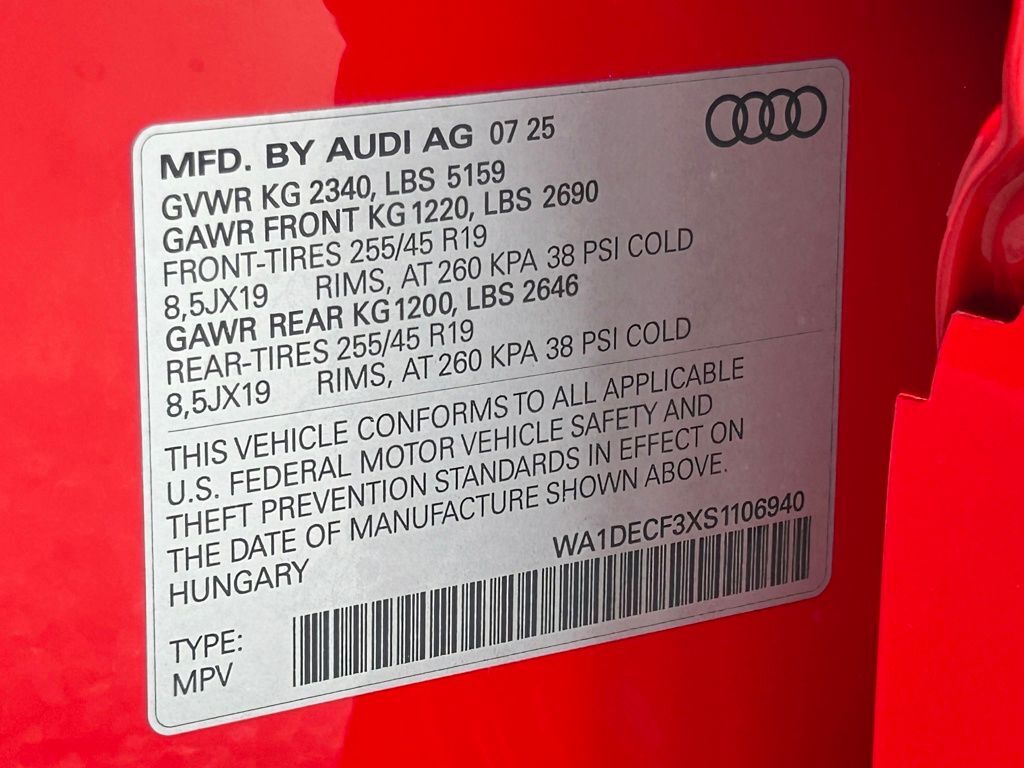 MFD. BY AUDI AG 07 25
GVWR KG 2340, LBS 5159
GAWR FRONT KG 1220, LBS 2690
FRONT-TIRES 255/45 R19
8,5JX19 RIMS, AT 260 KPA 38 PSI COLD
GAWR REAR KG 1200, LBS 2646
REAR-TIRES 255/45 R19
8,5JX19 RIMS, AT 260 KPA 38 PSI COLD
THIS VEHICLE CONFORMS TO ALL APPLICABLE
U.S. FEDERAL MOTOR VEHICLE SAFETY AND
THEFT PREVENTION STANDARDS IN EFFECT ON
THE DATE OF MANUFACTURE SHOWN ABOVE.
HUNGARY WA1DECF3XS1106940
TYPE:
MPV